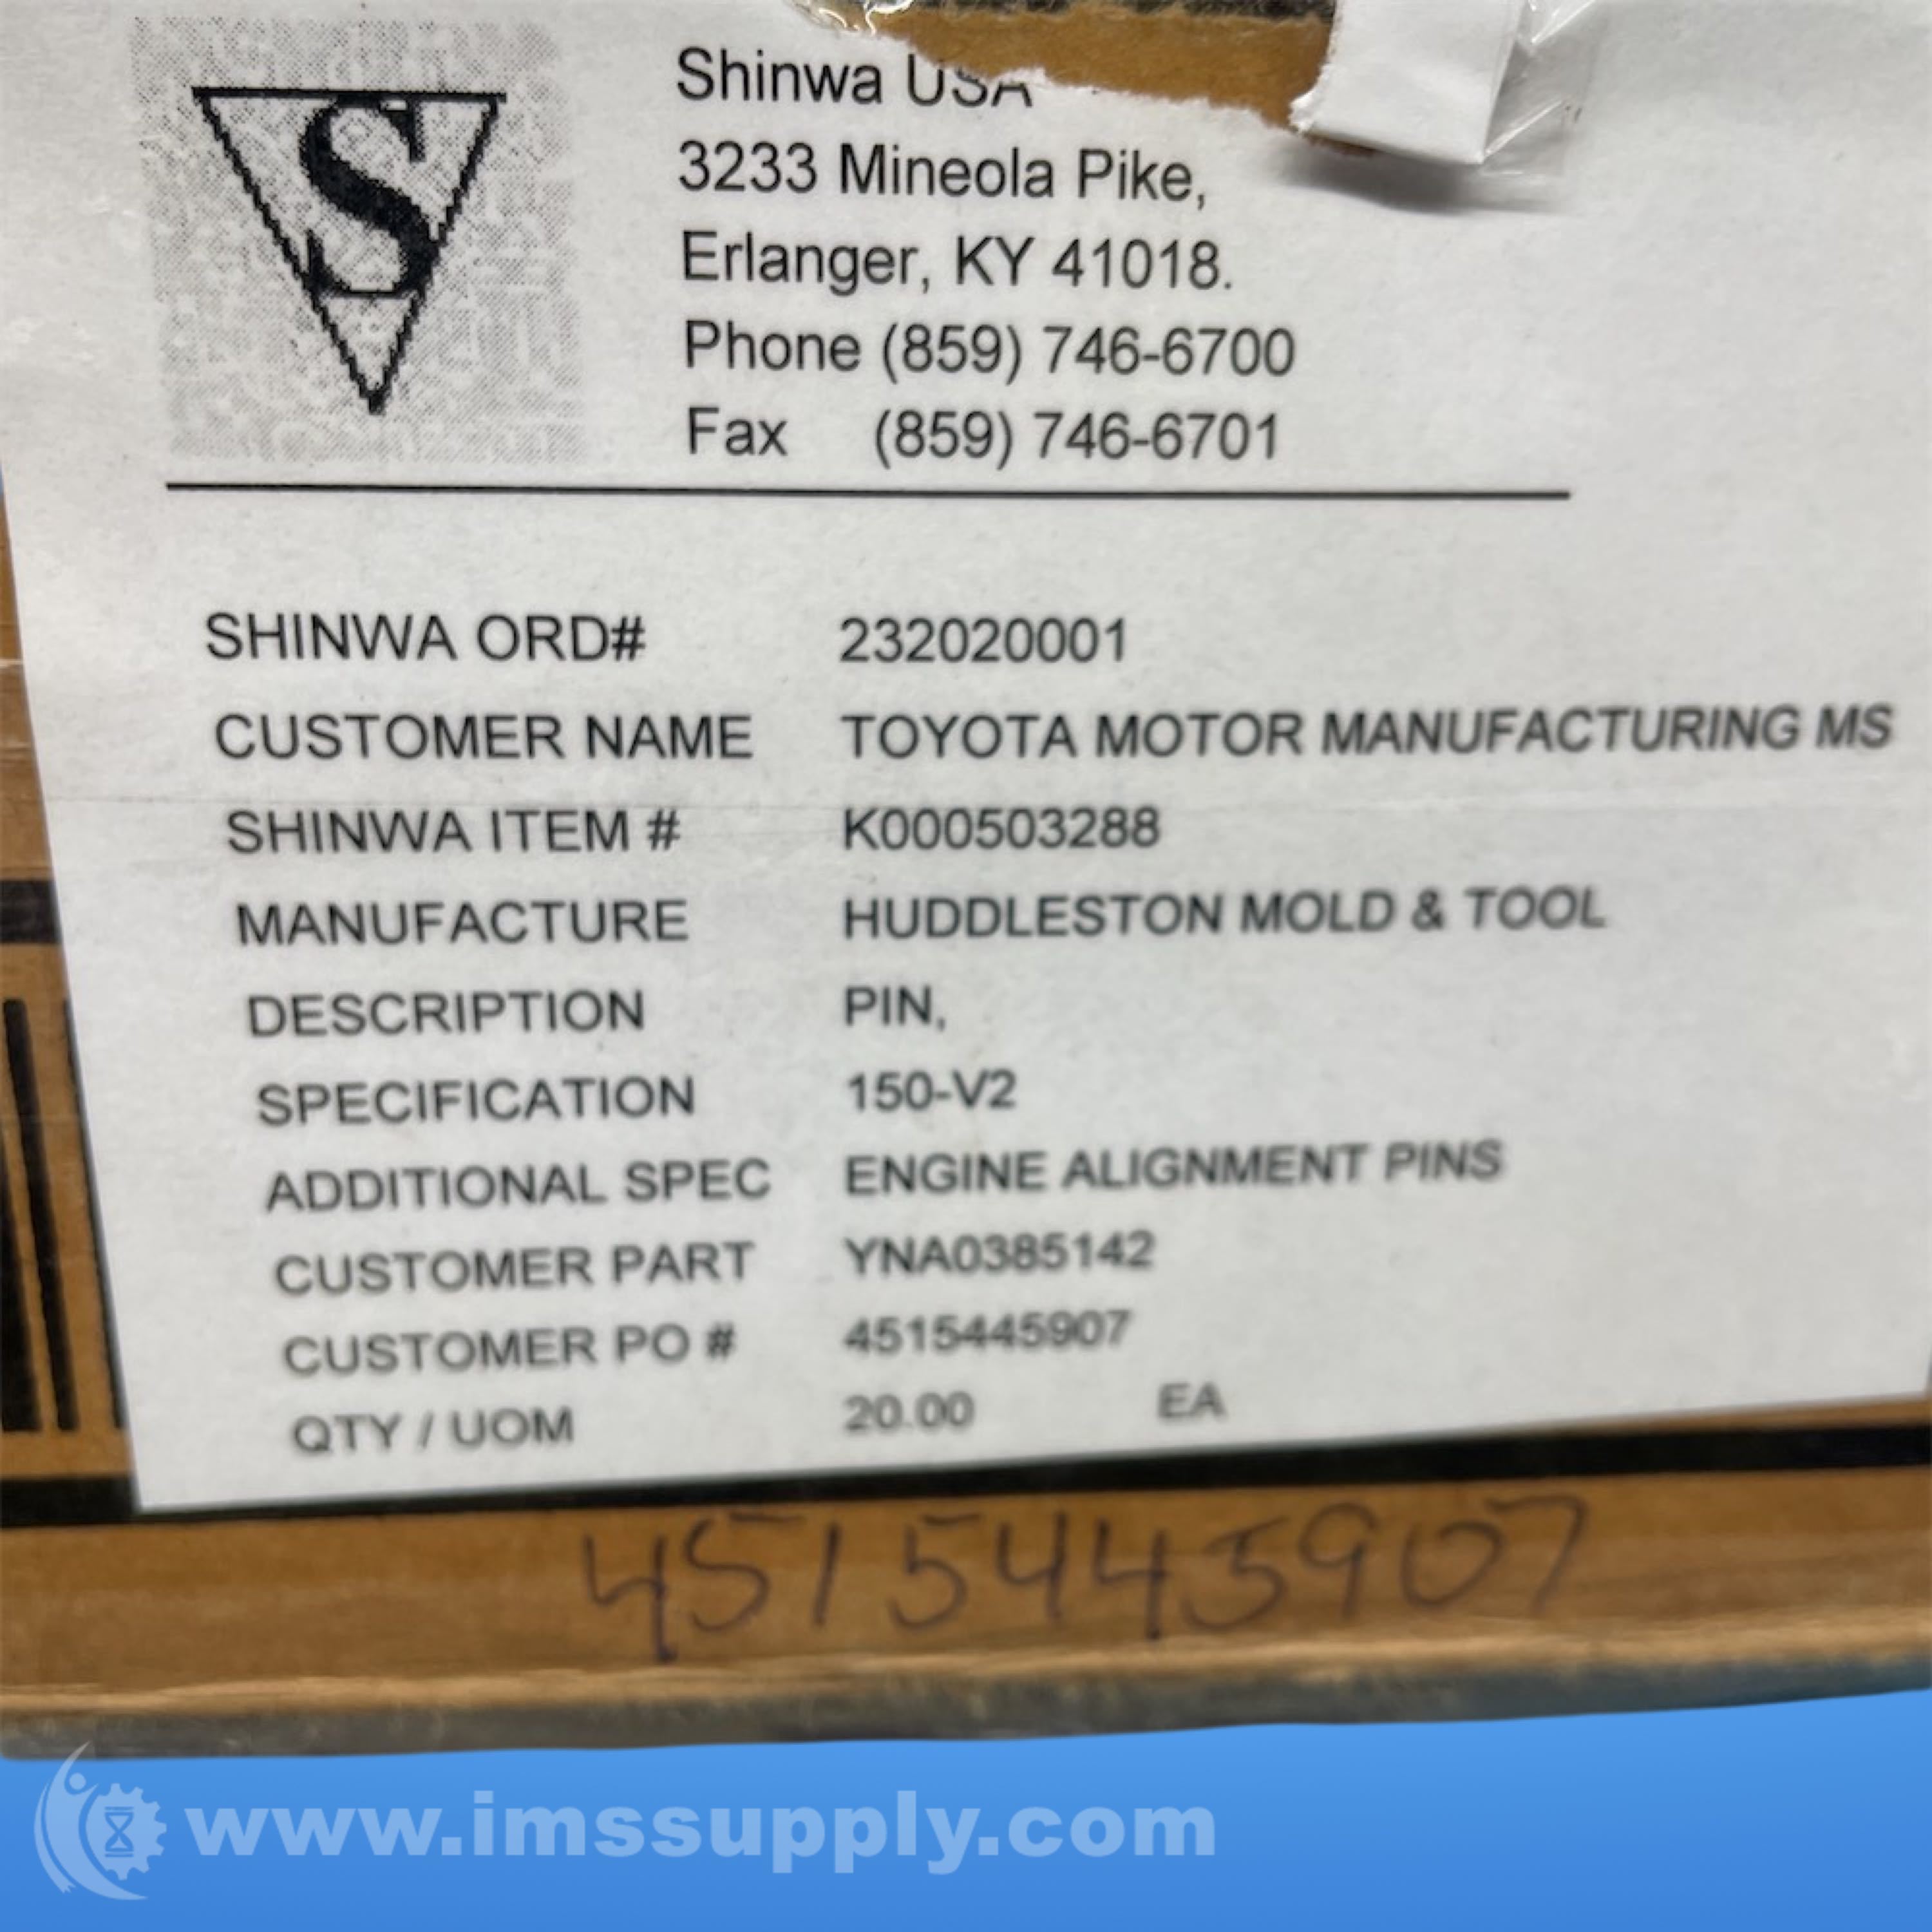 S
Shinwa USA
3233 Mineola Pike,
Erlanger, KY 41018.
Phone (859) 746-6700
Fax (859) 746-6701
SHINWA ORD# 232020001
CUSTOMER NAME TOYOTA MOTOR MANUFACTURING MS
SHINWA ITEM # K000503288
MANUFACTURE HUDDLESTON MOLD & TOOL
DESCRIPTION PIN,
SPECIFICATION 150-V2
ADDITIONAL SPEC ENGINE ALIGNMENT PINS
CUSTOMER PART YNA0385142
CUSTOMER PO # 4515445907
QTY / UOM 20.00 EA
4515445907
www.imssupply.com